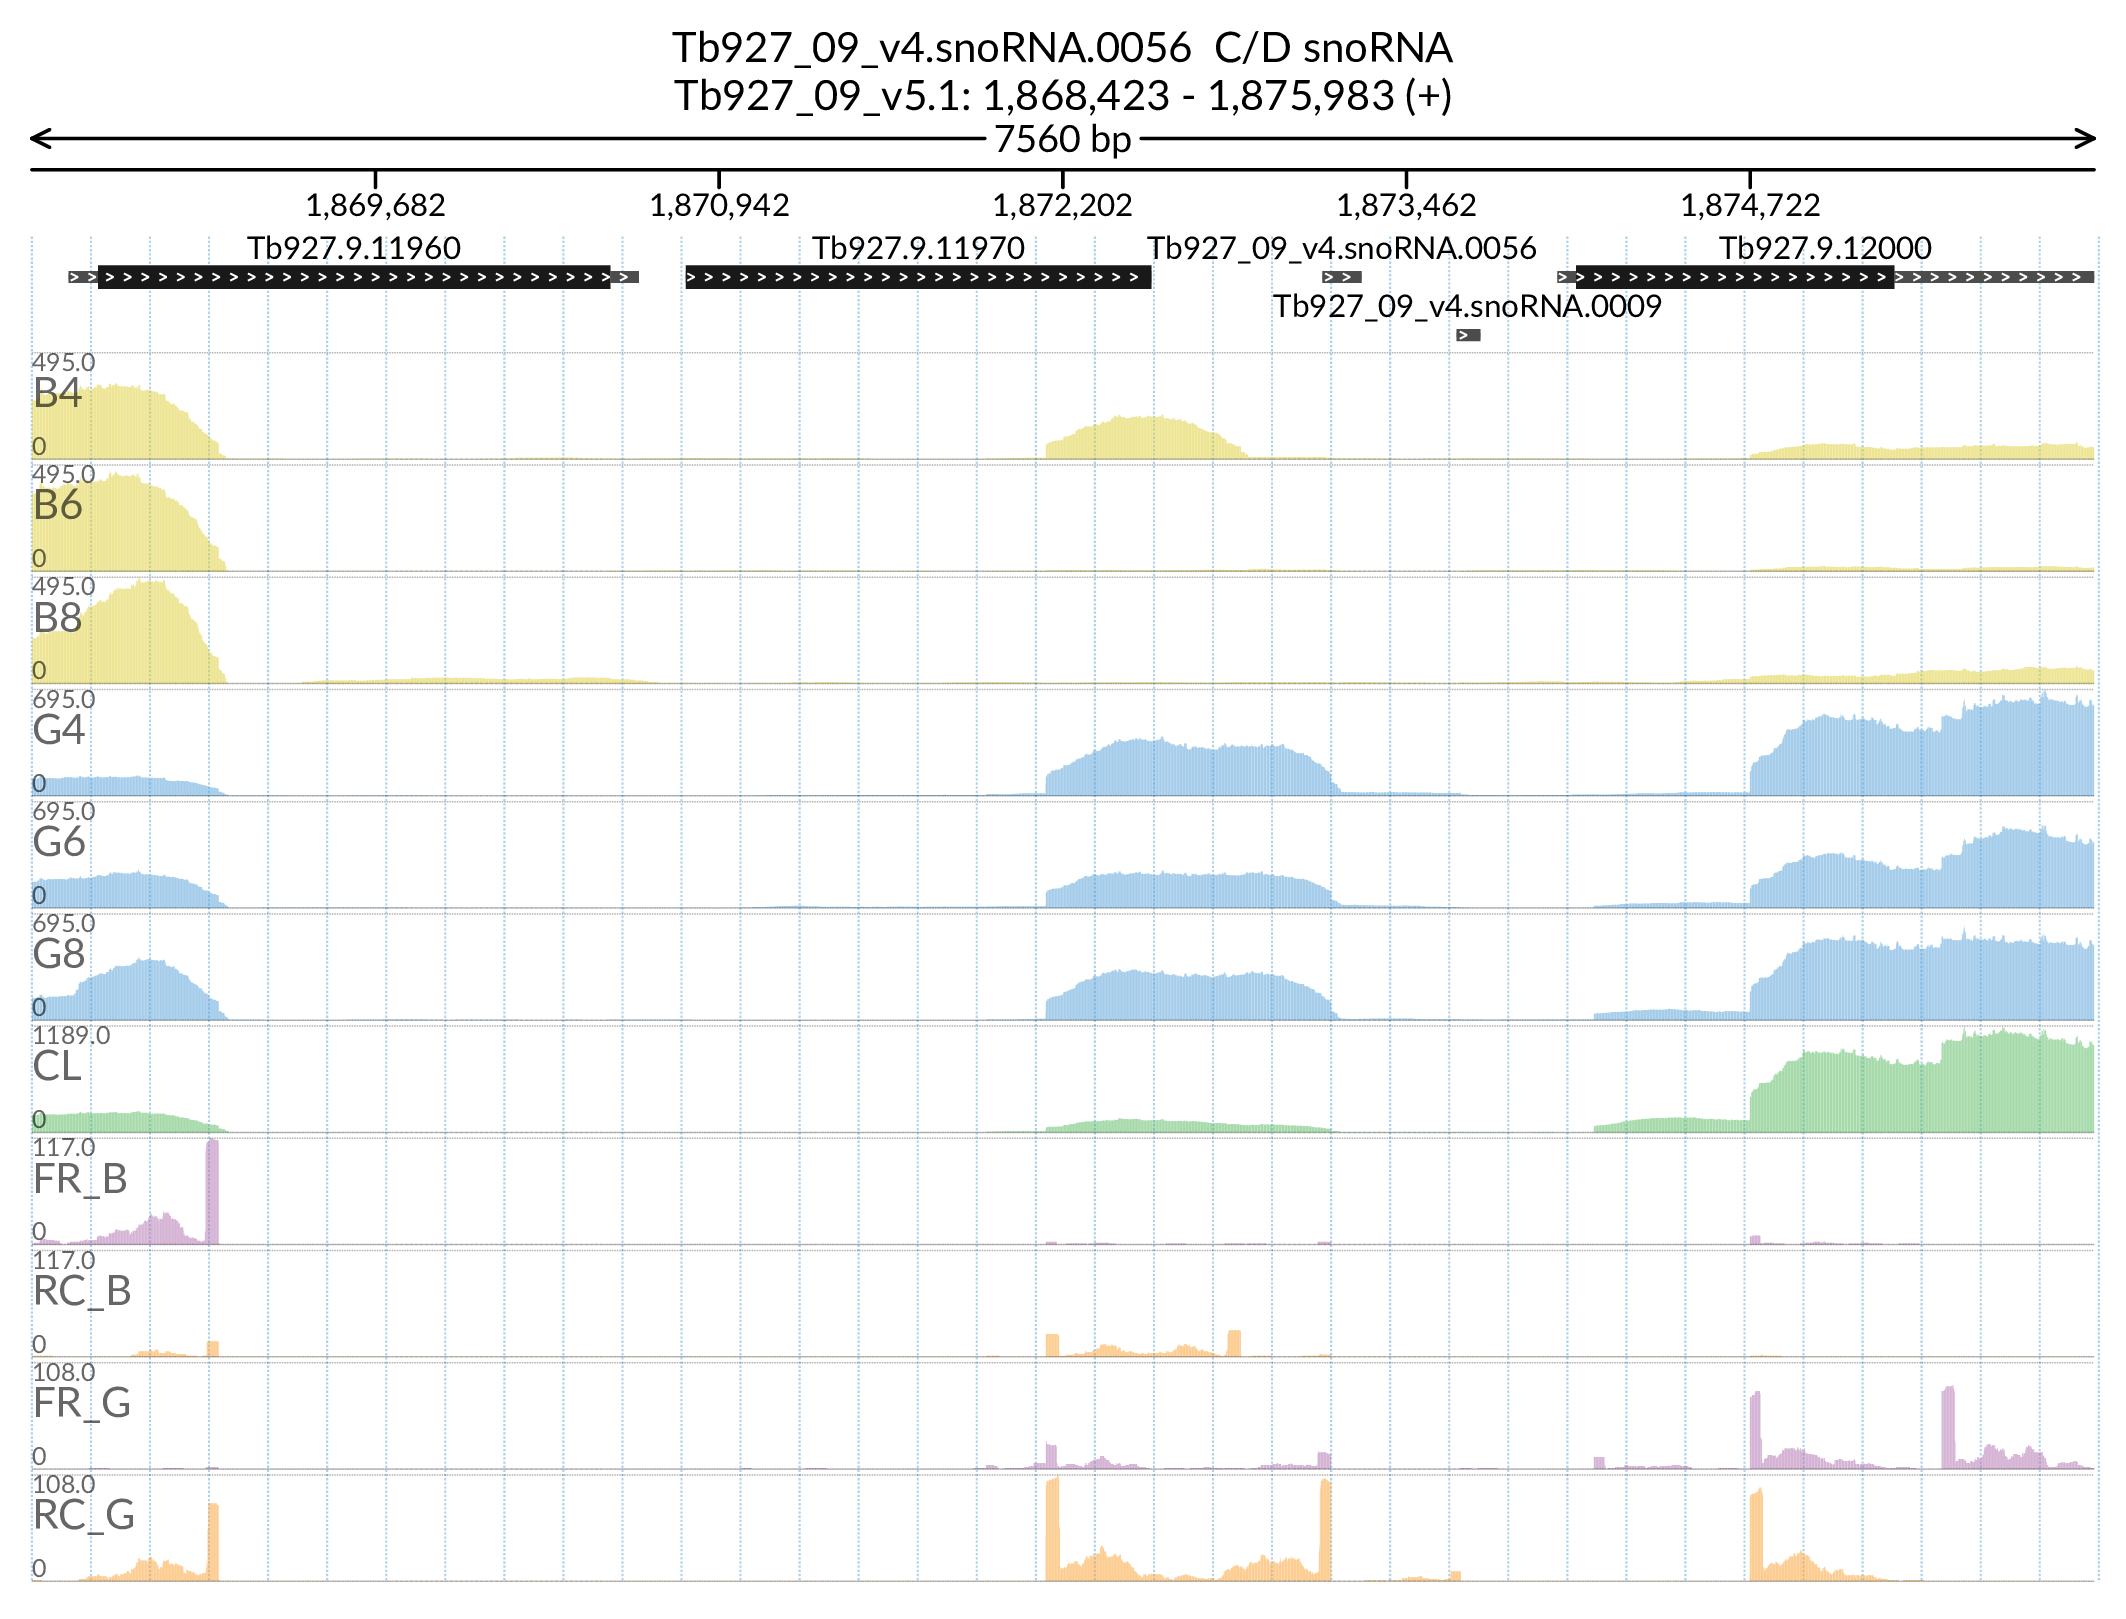 Tb927_09_v4.snoRNA.0056 C/D snoRNA
Tb927_09_v5.1: 1,868,423 - 1,875,983 (+)
7560 bp
1,869,682 1,870,942 1,872,202 1,873,462 1,874,722
Tb927.9.11960 Tb927.9.11970 Tb927_09_v4.snoRNA.0056 Tb927.9.12000
Tb927_09_v4.snoRNA.0009
495.0
B4
0
495.0
B6
0
495.0
B8
0
695.0
G4
0
695.0
G6
0
695.0
G8
0
1189.0
CL
0
117.0
FR_B
0
117.0
RC_B
0
108.0
FR_G
0
108.0
RC_G
0